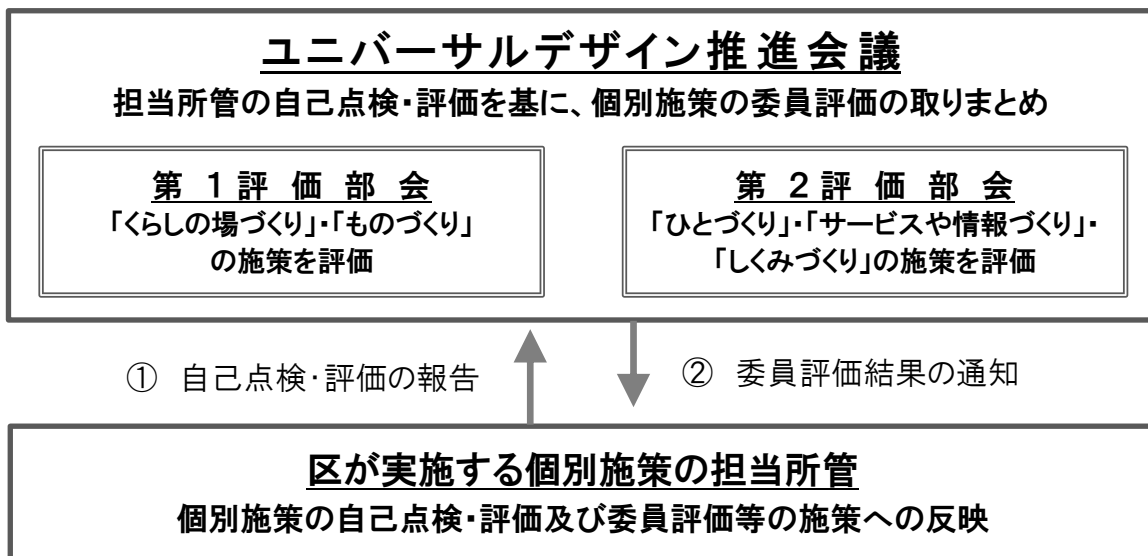 ユニバーサルデザイン推進会議
担当所管の自己点検・評価を基に、個別施策の委員評価の取りまとめ
第１評価部会
「くらしの場づくり」・「ものづくり」
の施策を評価
第２評価部会
「ひとづくり」・「サービスや情報づくり」・
「しくみづくり」の施策を評価
① 自己点検・評価の報告
② 委員評価結果の通知
区が実施する個別施策の担当所管
個別施策の自己点検・評価及び委員評価等の施策への反映